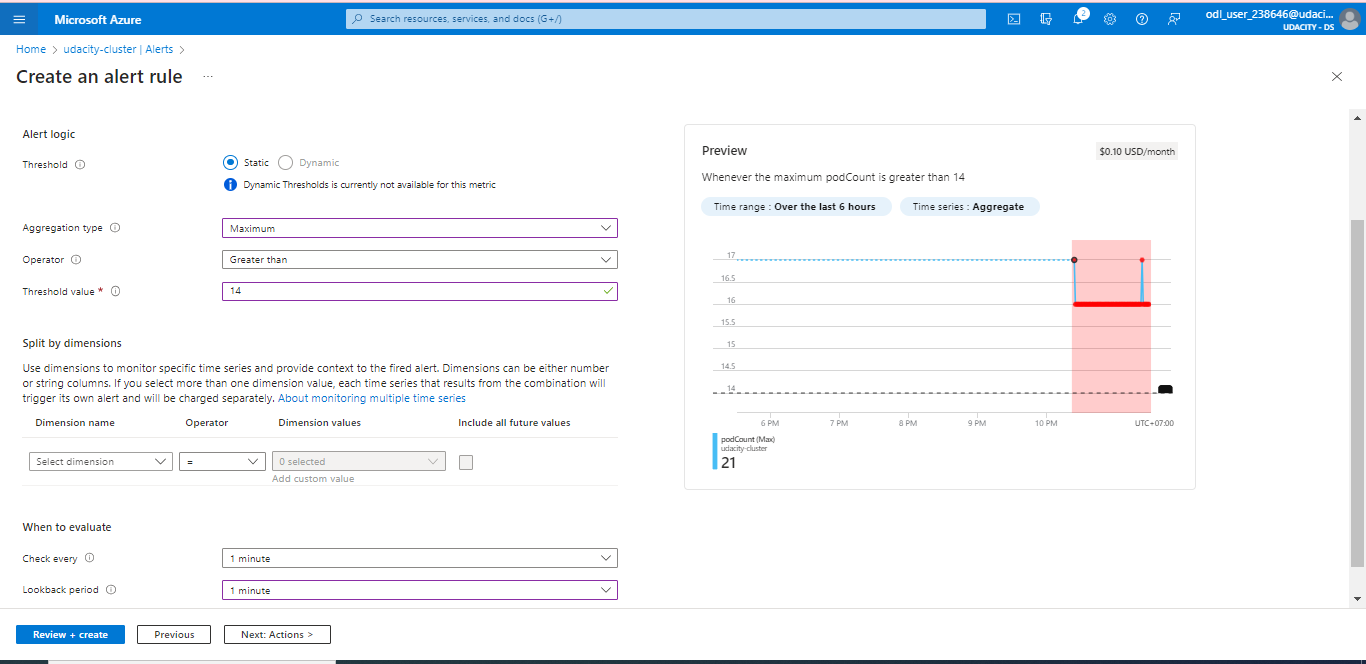 Microsoft Azure
Search resources, services, and docs (G+/)
2
odl_user_238646@udaci...
UDACITY - DS
Home > udacity-cluster | Alerts >
Create an alert rule ...
Alert logic
Threshold
Static
Dynamic
Dynamic Thresholds is currently not available for this metric
Aggregation type
Maximum
Operator
Greater than
Threshold value *
14
Split by dimensions
Use dimensions to monitor specific time series and provide context to the fired alert. Dimensions can be either number
or string columns. If you select more than one dimension value, each time series that results from the combination will
trigger its own alert and will be charged separately. About monitoring multiple time series
Dimension name Operator Dimension values Include all future values
Select dimension = 0 selected
Add custom value
When to evaluate
Check every
1 minute
Lookback period
1 minute
Review + create
Previous
Next: Actions >
Preview
$0.10 USD/month
Whenever the maximum podCount is greater than 14
Time range : Over the last 6 hours
Time series : Aggregate
17
16.5
16
15.5
15
14.5
14
6 PM 7 PM 8 PM 9 PM 10 PM UTC+07:00
podCount (Max)
udacity-cluster
21